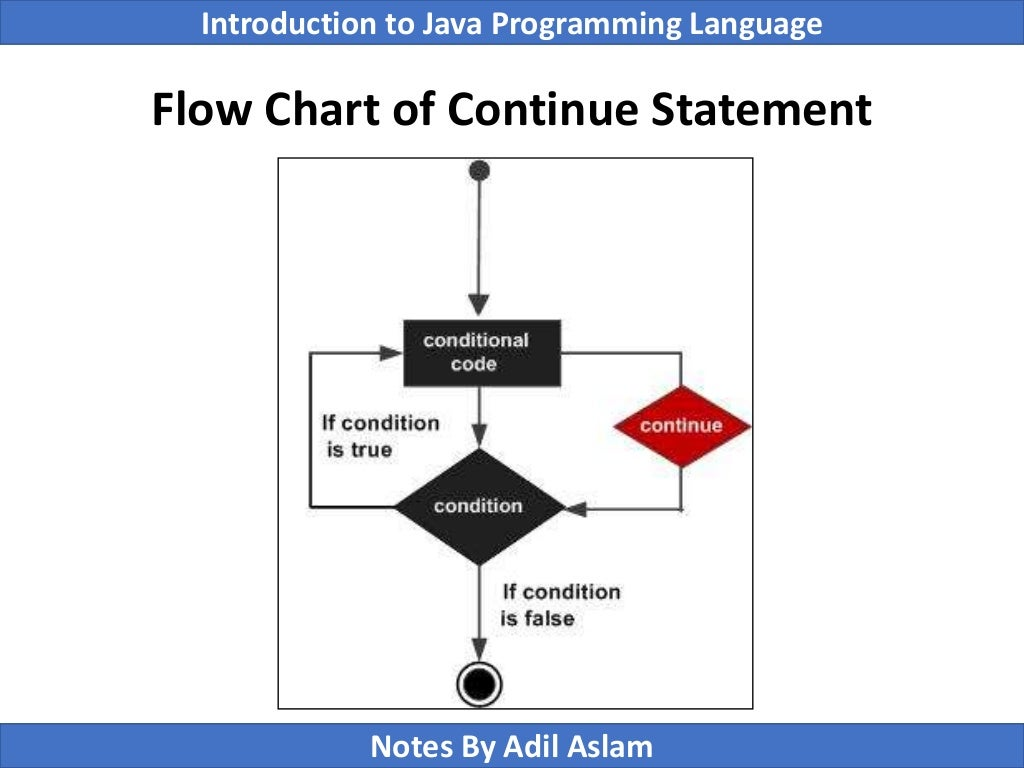 Introduction to Java Programming Language
Flow Chart of Continue Statement
conditional
code
If condition
is true
continue
condition
If condition
is false
Notes By Adil Aslam